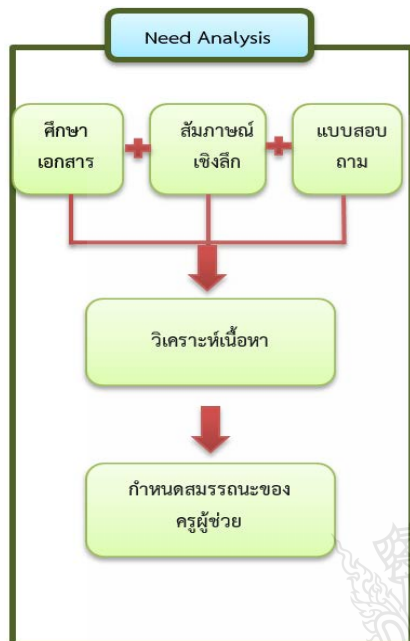 Need Analysis
ศึกษา
เอกสาร
สัมภาษณ์
เชิงลึก
แบบสอบ
ถาม
วิเคราะห์เนื้อหา
กำหนดสมรรถนะของ
ครูผู้ช่วย